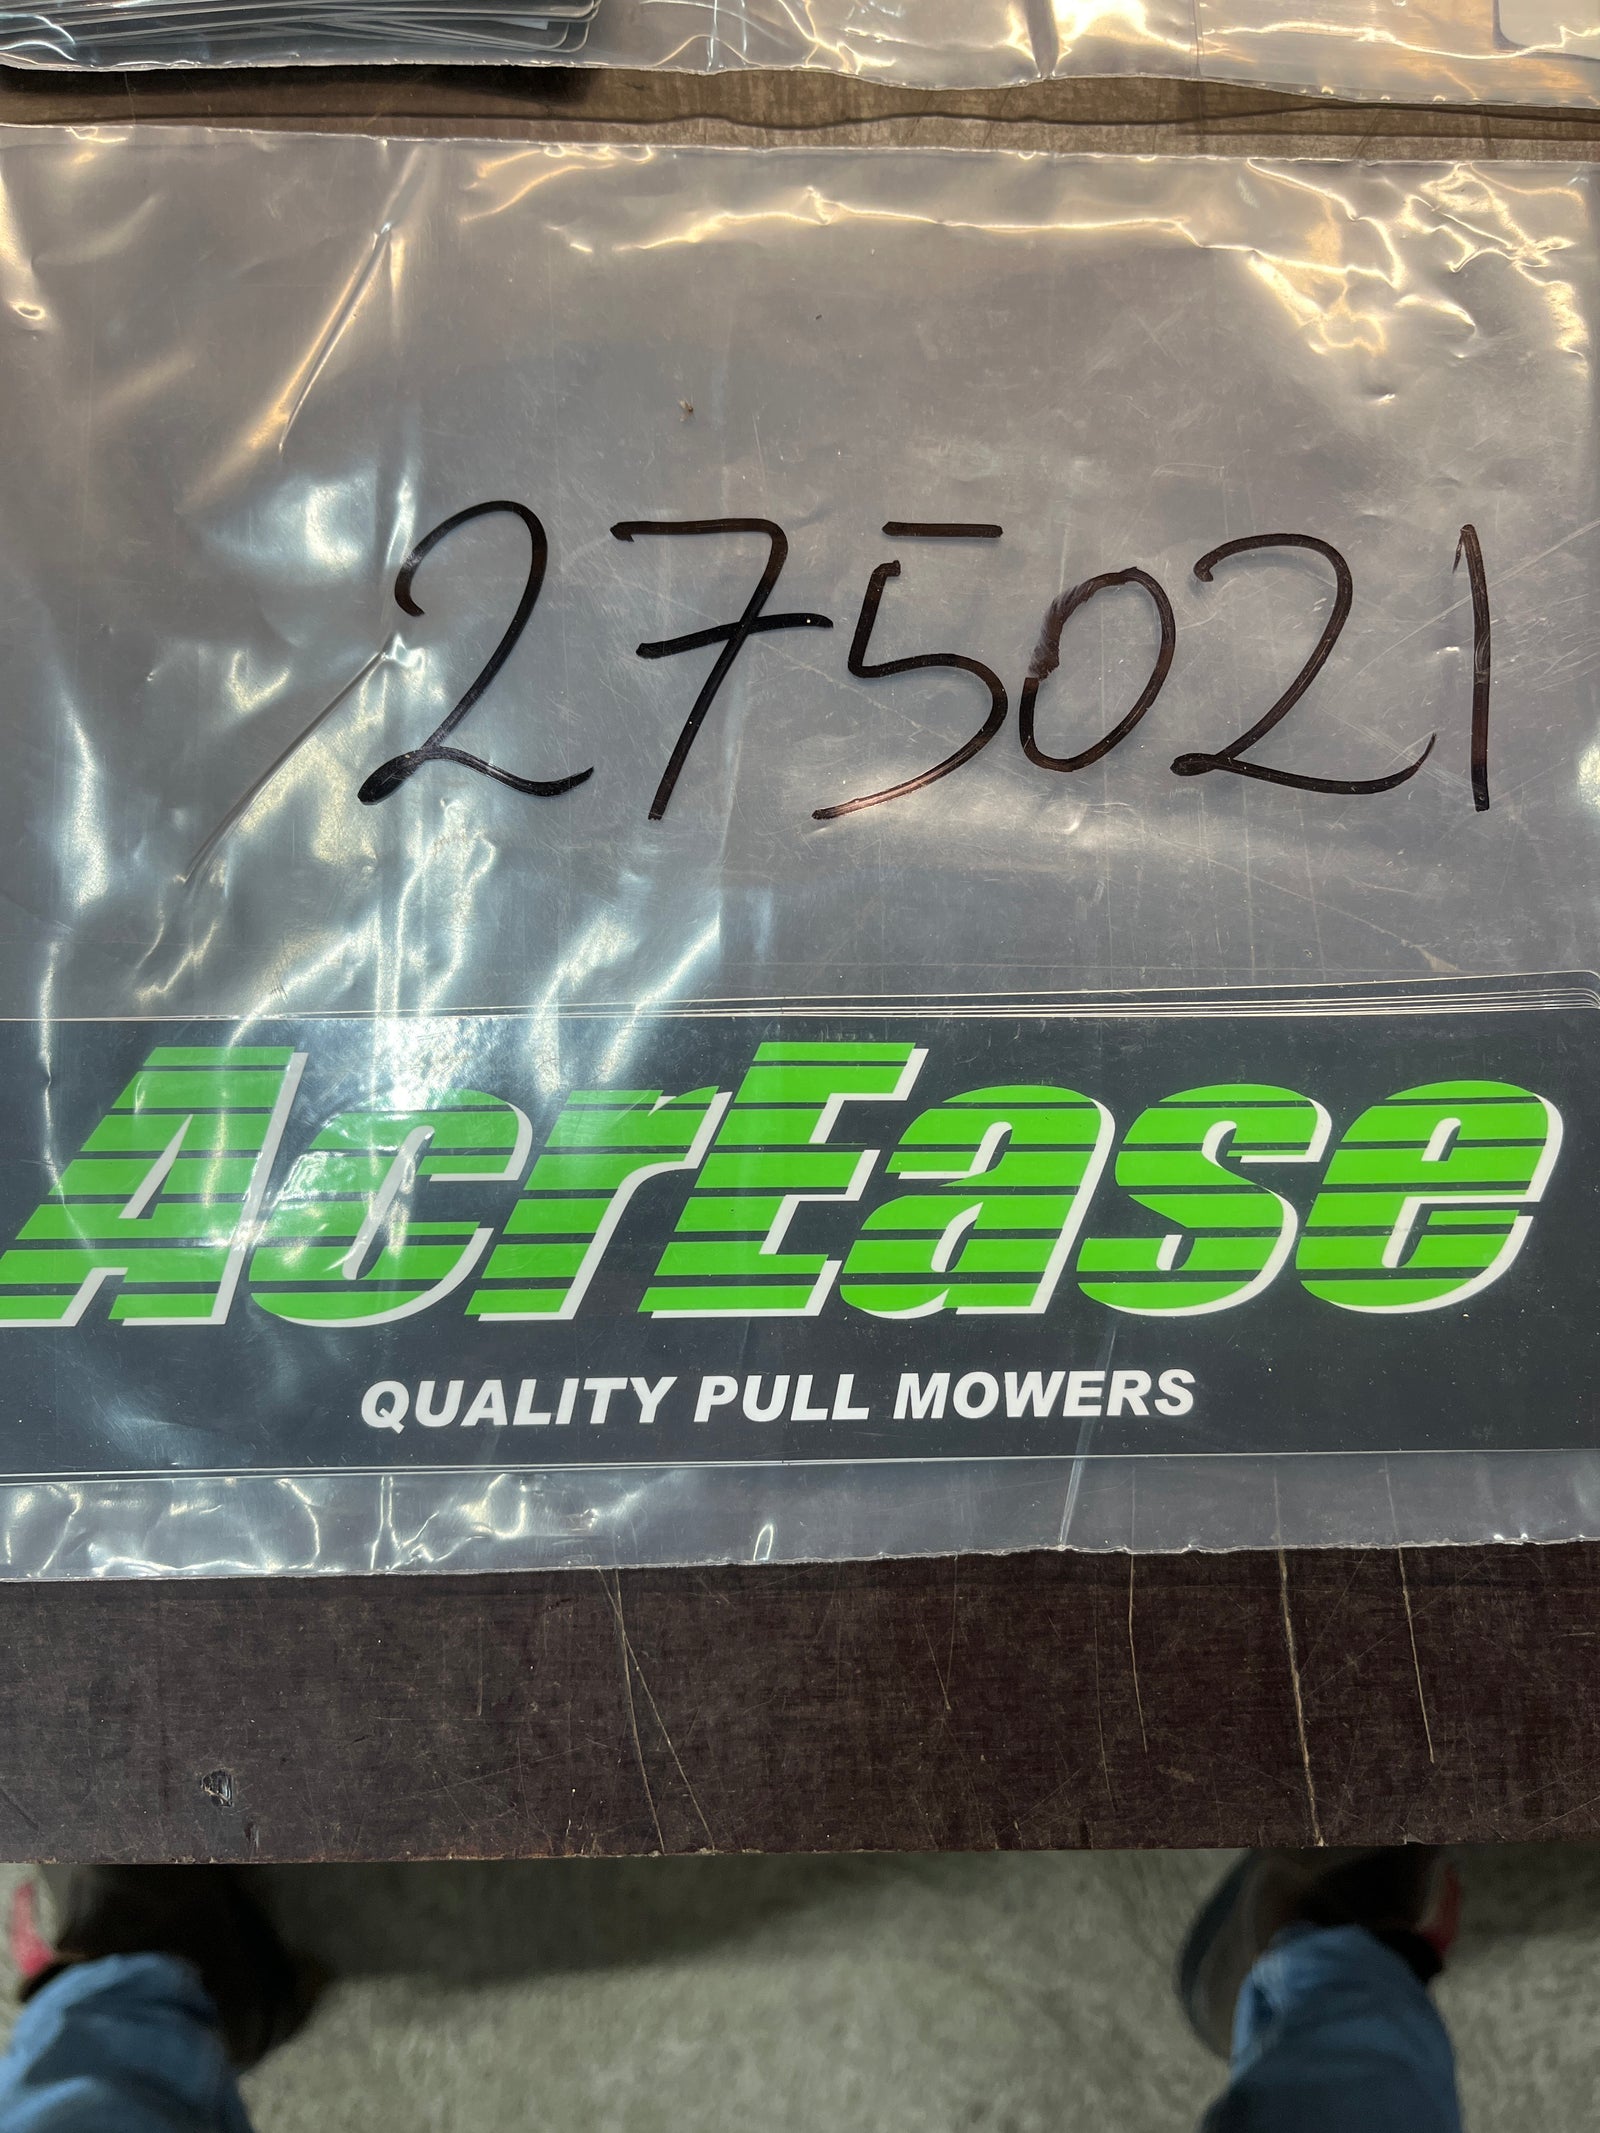 275021
AcrEase
QUALITY PULL MOWERS